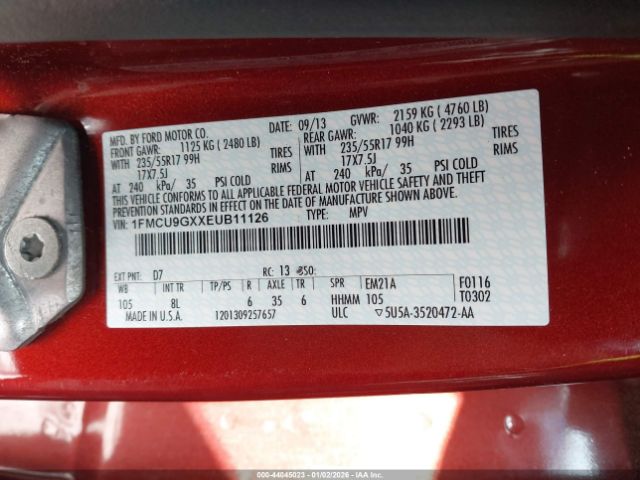 MFD. BY FORD MOTOR CO. DATE: 09/13 GVWR: 2159 KG ( 4760 LB)
FRONT GAWR: 1125 KG ( 2480 LB) REAR GAWR: 1040 KG ( 2293 LB)
WITH 235/55R17 99H TIRES WITH 235/55R17 99H TIRES
17X7.5J RIMS 17X7.5J RIMS
AT 240 kPa/ 35 PSI COLD AT 240 kPa/ 35 PSI COLD
THIS VEHICLE CONFORMS TO ALL APPLICABLE FEDERAL MOTOR VEHICLE SAFETY AND THEFT
PREVENTION STANDARDS IN EFFECT ON THE DATE OF MANUFACTURE SHOWN ABOVE.
VIN: 1FMCU9GXXEUB11126 TYPE: MPV
EXT PNT: D7 RC: 13 DSO:
WB INT TR TP/PS R AXLE TR SPR EM21A F0116
105 8L 6 35 6 HHMM 105 T0302
MADE IN U.S.A. 1201309257657 ULC ▽5U5A-3520472-AA
000-44045023 - 01/02/2026 - IAAI.CA